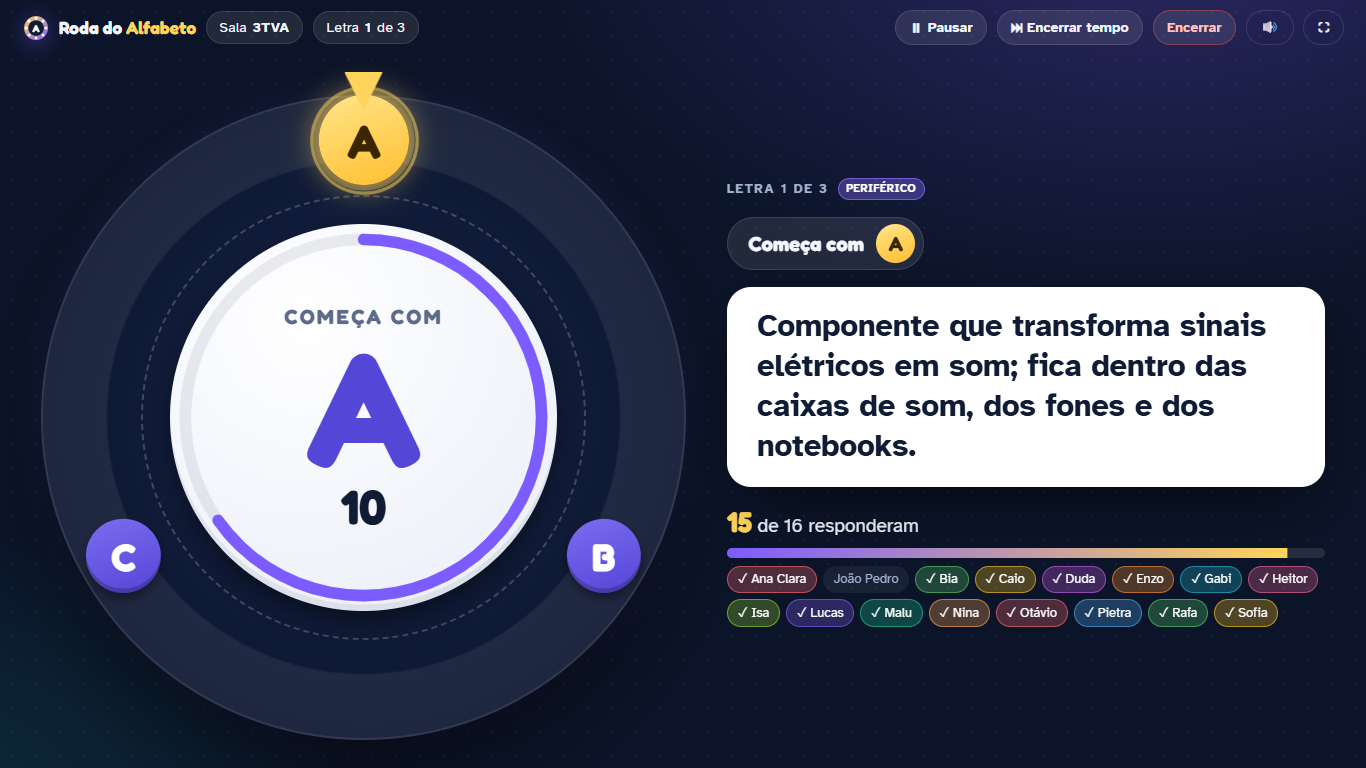 A Roda do Alfabeto
Sala 3TVA
Letra 1 de 3
Pausar
Encerrar tempo
Encerrar
A
COMEÇA COM
A
10
C
B
LETRA 1 DE 3 PERIFÉRICO
Começa com A
Componente que transforma sinais
elétricos em som; fica dentro das
caixas de som, dos fones e dos
notebooks.
15 de 16 responderam
✓ Ana Clara João Pedro ✓ Bia ✓ Caio ✓ Duda ✓ Enzo ✓ Gabi ✓ Heitor
✓ Isa ✓ Lucas ✓ Malu ✓ Nina ✓ Otávio ✓ Pietra ✓ Rafa ✓ Sofia